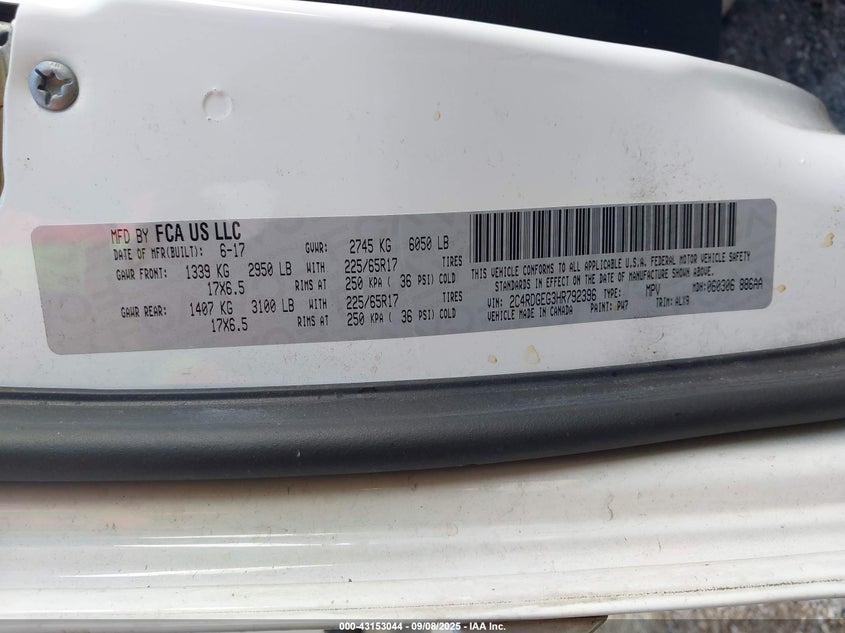 MFD BY FCA US LLC
DATE OF MFR(BUILT): 6-17 GVWR: 2745 KG 6050 LB
GAWR FRONT: 1339 KG 2950 LB WITH 225/65R17 TIRES
17X6.5 RIMS AT 250 KPA ( 36 PSI) COLD
GAWR REAR: 1407 KG 3100 LB WITH 225/65R17 TIRES
17X6.5 RIMS AT 250 KPA ( 36 PSI) COLD
THIS VEHICLE CONFORMS TO ALL APPLICABLE U.S.A. FEDERAL MOTOR VEHICLE SAFETY
STANDARDS IN EFFECT ON THE DATE OF MANUFACTURE SHOWN ABOVE.
VIN: 2C4RDGEG3HR792396 TYPE: MPV MDH: 060306 886AA
VEHICLE MADE IN CANADA PAINT: PW7 TRIM: ALX9
000-43153044 - 09/08/2025 - IAA Inc.